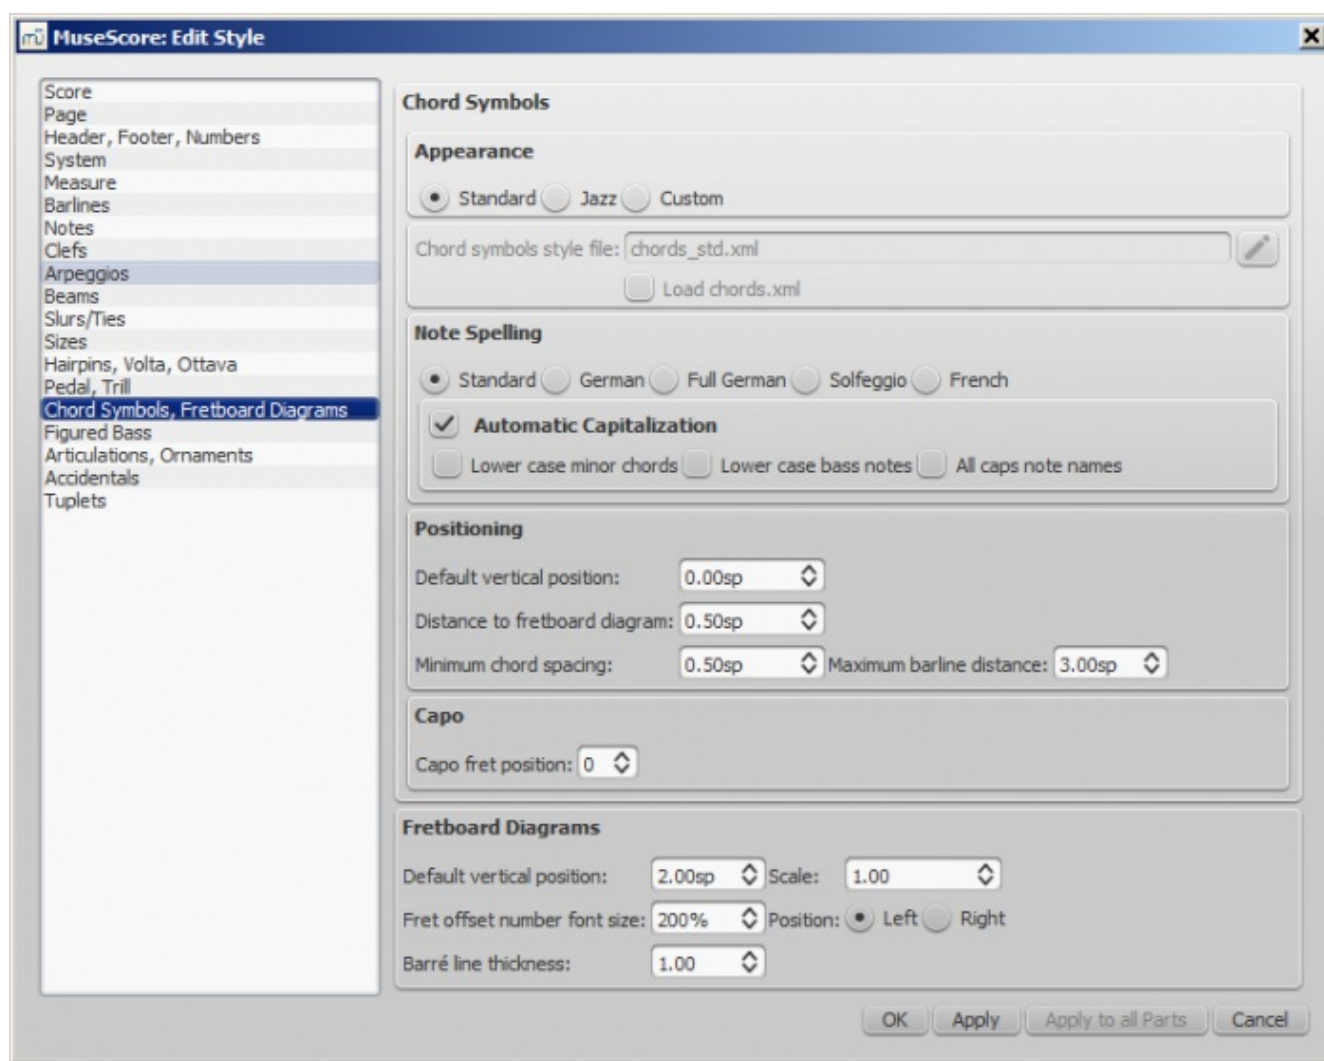 mü MuseScore: Edit Style
Score
Page
Header, Footer, Numbers
System
Measure
Barlines
Notes
Clefs
Arpeggios
Beams
Slurs/Ties
Sizes
Hairpins, Volta, Ottava
Pedal, Trill
Chord Symbols, Fretboard Diagrams
Figured Bass
Articulations, Ornaments
Accidentals
Tuplets
Chord Symbols
Appearance
Standard Jazz Custom
Chord symbols style file: chords_std.xml
Load chords.xml
Note Spelling
Standard German Full German Solfeggio French
Automatic Capitalization
Lower case minor chords Lower case bass notes All caps note names
Positioning
Default vertical position: 0.00sp
Distance to fretboard diagram: 0.50sp
Minimum chord spacing: 0.50sp Maximum barline distance: 3.00sp
Capo
Capo fret position: 0
Fretboard Diagrams
Default vertical position: 2.00sp Scale: 1.00
Fret offset number font size: 200% Position: Left Right
Barré line thickness: 1.00
OK Apply Apply to all Parts Cancel